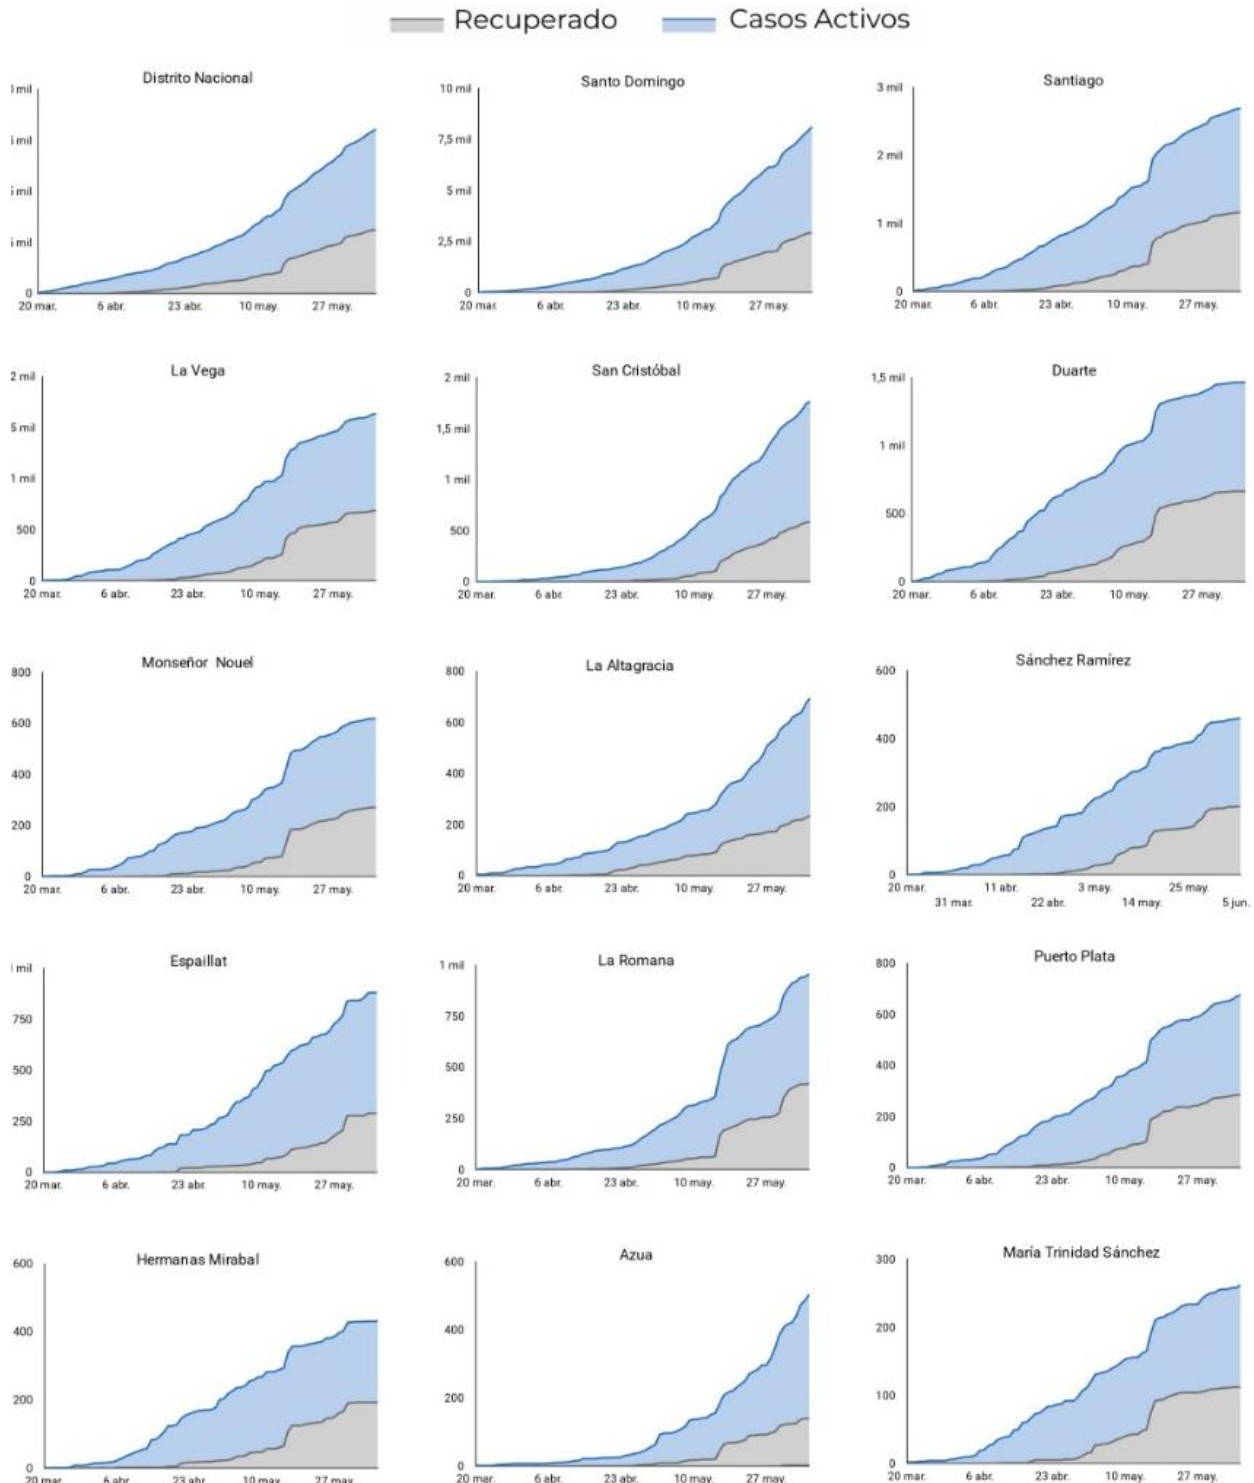 Recuperado Casos Activos
Distrito Nacional Santo Domingo Santiago
mil 10 mil 3 mil
mil 7,5 mil 2 mil
mil 5 mil 1 mil
mil 2,5 mil
0 0 0
20 mar. 6 abr. 23 abr. 10 may. 27 may. 20 mar. 6 abr. 23 abr. 10 may. 27 may. 20 mar. 6 abr. 23 abr. 10 may. 27 may.
La Vega San Cristóbal Duarte
2 mil 2 mil 1,5 mil
5 mil 1,5 mil 1 mil
1 mil 1 mil 500
500 500
0 0 0
20 mar. 6 abr. 23 abr. 10 may. 27 may. 20 mar. 6 abr. 23 abr. 10 may. 27 may. 20 mar. 6 abr. 23 abr. 10 may. 27 may.
Monseñor Nouel La Altagracia Sánchez Ramírez
800 800 600
600 600 400
400 400 200
200 200
0 0 0
20 mar. 6 abr. 23 abr. 10 may. 27 may. 20 mar. 6 abr. 23 abr. 10 may. 27 may. 20 mar. 11 abr. 3 may. 25 may.
31 mar. 22 abr. 14 may. 5 jun.
Espaillat La Romana Puerto Plata
mil 1 mil 800
750 750 600
500 500 400
250 250 200
0 0 0
20 mar. 6 abr. 23 abr. 10 may. 27 may. 20 mar. 6 abr. 23 abr. 10 may. 27 may. 20 mar. 6 abr. 23 abr. 10 may. 27 may.
Hermanas Mirabal Azua María Trinidad Sánchez
600 600 300
400 400 200
200 200 100
0 0 0
20 mar. 6 abr. 23 abr. 10 may. 27 may. 20 mar. 6 abr. 23 abr. 10 may. 27 may. 20 mar. 6 abr. 23 abr. 10 may. 27 may.